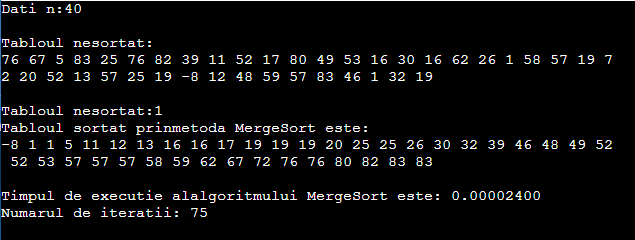 Dati n:40
Tabloul nesortat:
76 67 5 83 25 76 82 39 11 52 17 80 49 53 16 30 16 62 26 1 58 57 19 7
2 20 52 13 57 25 19 -8 12 48 59 57 83 46 1 32 19
Tabloul nesortat:1
Tabloul sortat prinmetoda MergeSort este:
-8 1 1 5 11 12 13 16 16 17 19 19 19 20 25 25 26 30 32 39 46 48 49 52
52 53 57 57 57 58 59 62 67 72 76 76 80 82 83 83
Timpul de executie alalgoritmului MergeSort este: 0.00002400
Numarul de iteratii: 75